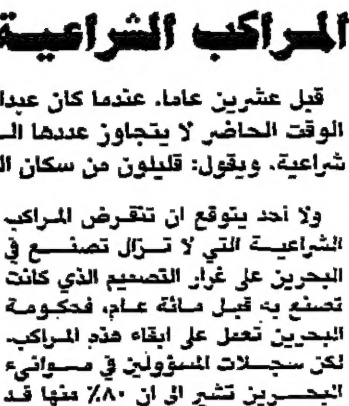 المراكب الشراعية
قبل عشرين عاما، عندما كان عبدا
الوقت الحاضر لا يتجاوز عددها الـ
شراعية، ويقول: قليلون من سكان ال
ولا أحد يتوقع ان تنقرض المراكب
الشراعية التي لا تزال تصنع في
البحرين على غرار التصميم الذي كانت
تصنع به قبل مائة عام، فحكومة
البحرين تعمل على ابقاء هذه المراكب.
لكن سجلات المسؤولين في موانىء
البحرين تشير الى ان ٨٠٪ منها قد